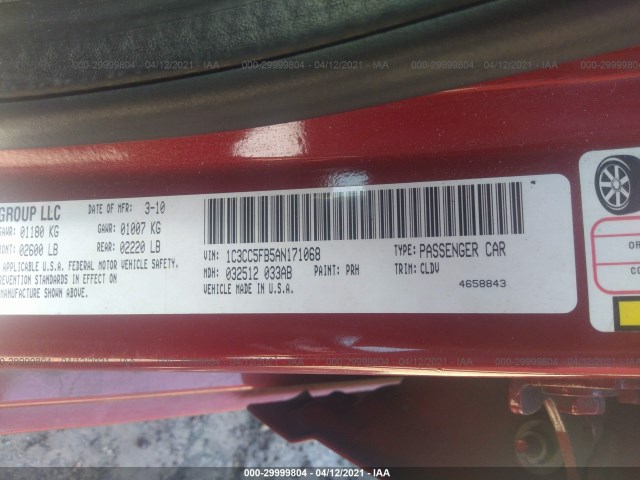 000-29999804 - 04/12/2021 - IAA
GROUP LLC DATE OF MFR: 3-10
GAWR: 01180 KG GAWR: 01007 KG
02600 LB REAR: 02220 LB
APPLICABLE U.S.A. FEDERAL MOTOR VEHICLE SAFETY,
PREVENTION STANDARDS IN EFFECT ON
MANUFACTURE SHOWN ABOVE.
VIN: 1C3CC5FB5AN171068 TYPE: PASSENGER CAR
MDH: 032512 033AB PAINT: PRH TRIM: CLDV
VEHICLE MADE IN U.S.A. 4658843
OR
C
000-29999804 - 04/12/2021 - IAA